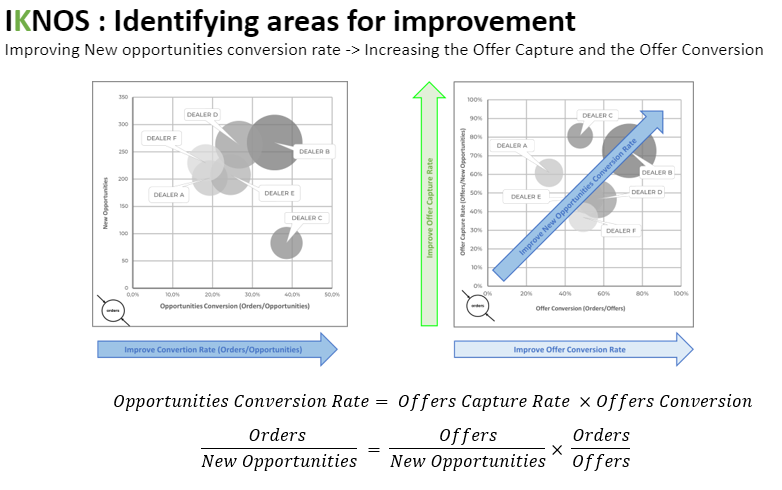 IKNOS : Identifying areas for improvement
Improving New opportunities conversion rate -> Increasing the Offer Capture and the Offer Conversion
350
300
250
200
150
100
50
0
New Opportunities
DEALER D
DEALER F
DEALER B
DEALER A
DEALER E
DEALER C
0,0% 10,0% 20,0% 30,0% 40,0% 50,0%
Opportunities Conversion (Orders/Opportunities)
orders
Improve Convertion Rate (Orders/Opportunities)
Improve Offer Capture Rate
100%
90%
80%
70%
60%
50%
40%
30%
20%
10%
0%
Offer Capture Rate (Offers/New Opportunities)
DEALER C
DEALER A
DEALER B
DEALER D
DEALER E
DEALER F
Improve New Opportunities Conversion Rate
0% 20% 40% 60% 80% 100%
Offer Conversion (Orders/Offers)
orders
Improve Offer Conversion Rate
Opportunities Conversion Rate = Offers Capture Rate × Offers Conversion
Orders / New Opportunities = Offers / New Opportunities × Orders / Offers